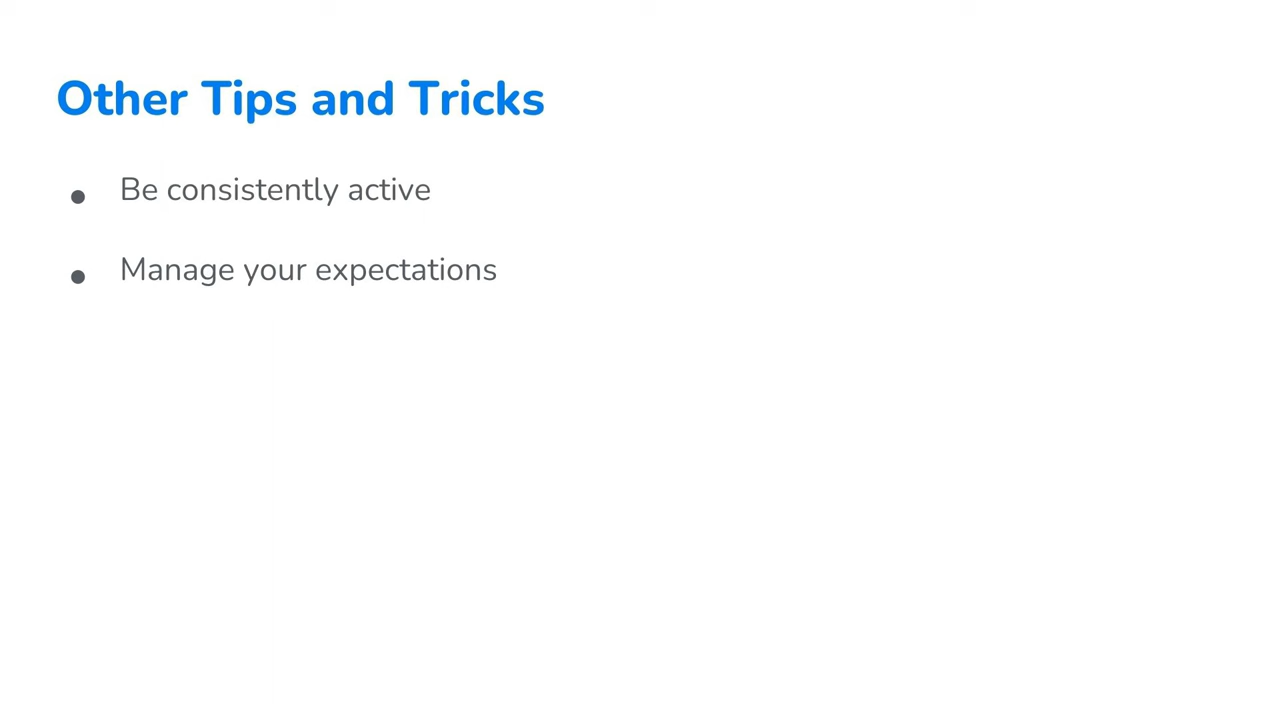 Other Tips and Tricks
● Be consistently active
● Manage your expectations